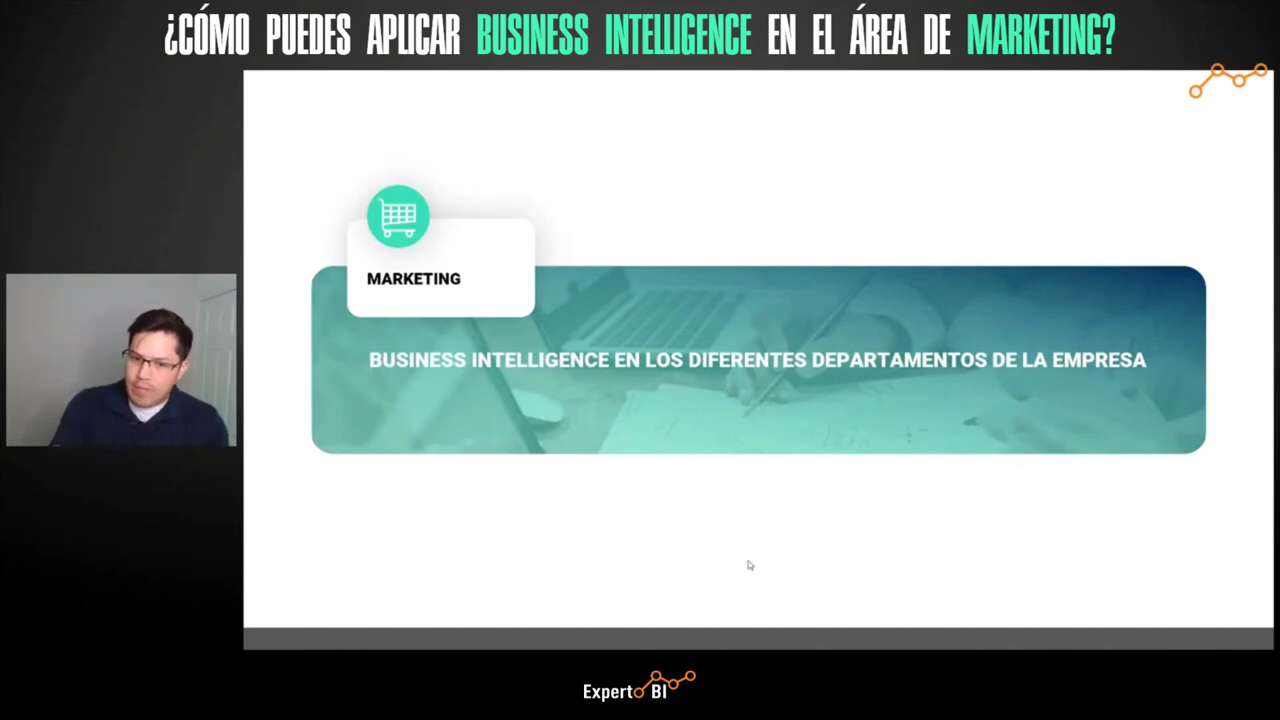 ¿CÓMO PUEDES APLICAR BUSINESS INTELLIGENCE EN EL ÁREA DE MARKETING?
MARKETING
BUSINESS INTELLIGENCE EN LOS DIFERENTES DEPARTAMENTOS DE LA EMPRESA
Experto BI